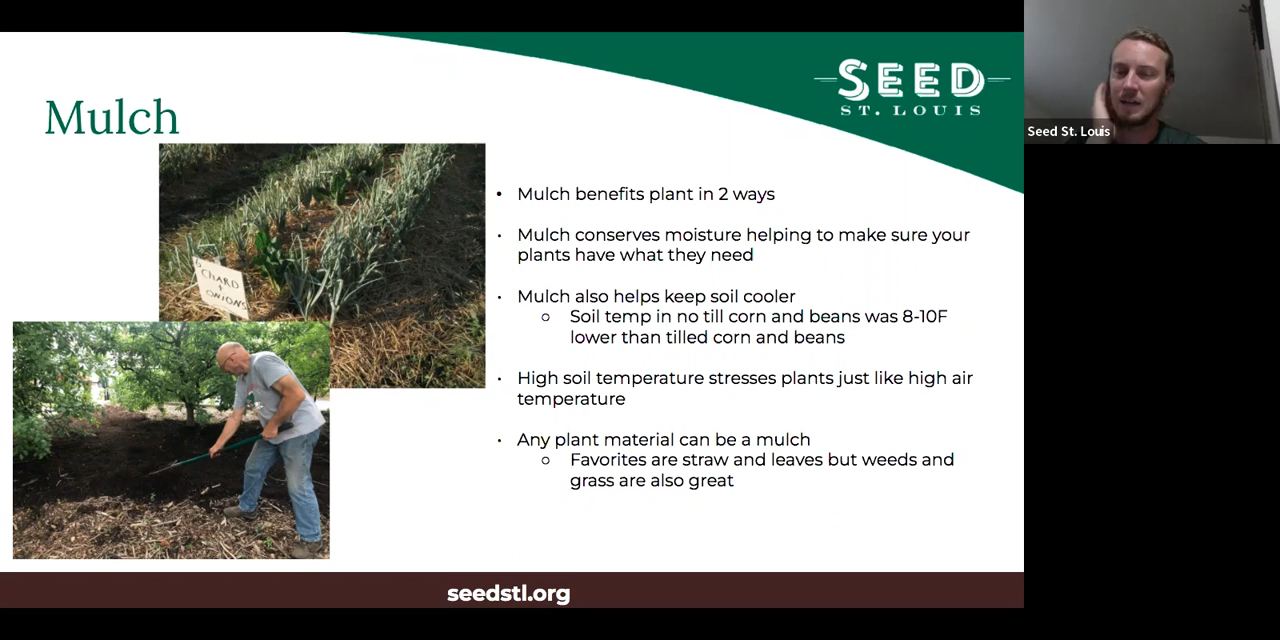 SEED
ST. LOUIS
Mulch
Seed St. Louis
• Mulch benefits plant in 2 ways
• Mulch conserves moisture helping to make sure your
plants have what they need
• Mulch also helps keep soil cooler
○ Soil temp in no till corn and beans was 8-10F
lower than tilled corn and beans
• High soil temperature stresses plants just like high air
temperature
• Any plant material can be a mulch
○ Favorites are straw and leaves but weeds and
grass are also great
CHARD
ONIONS
seedstl.org